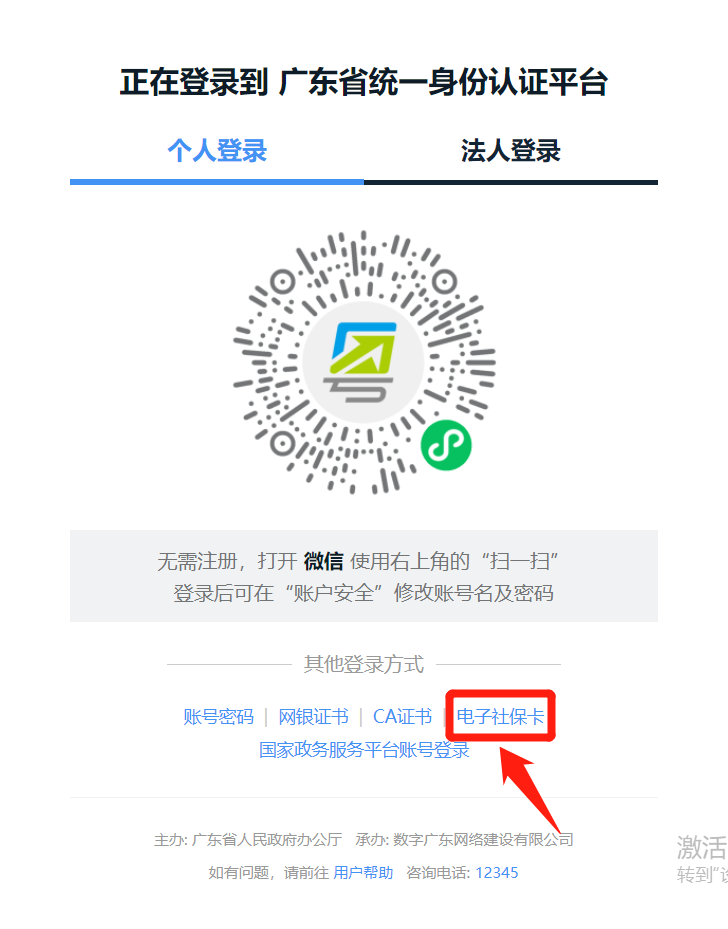 正在登录到 广东省统一身份认证平台
个人登录 法人登录
无需注册，打开 微信 使用右上角的“扫一扫”
登录后可在“账户安全”修改账号名及密码
其他登录方式
账号密码 | 网银证书 | CA证书 | 电子社保卡
国家政务服务平台账号登录
主办: 广东省人民政府办公厅 承办: 数字广东网络建设有限公司
如有问题，请前往 用户帮助 咨询电话: 12345
激活
转到“设